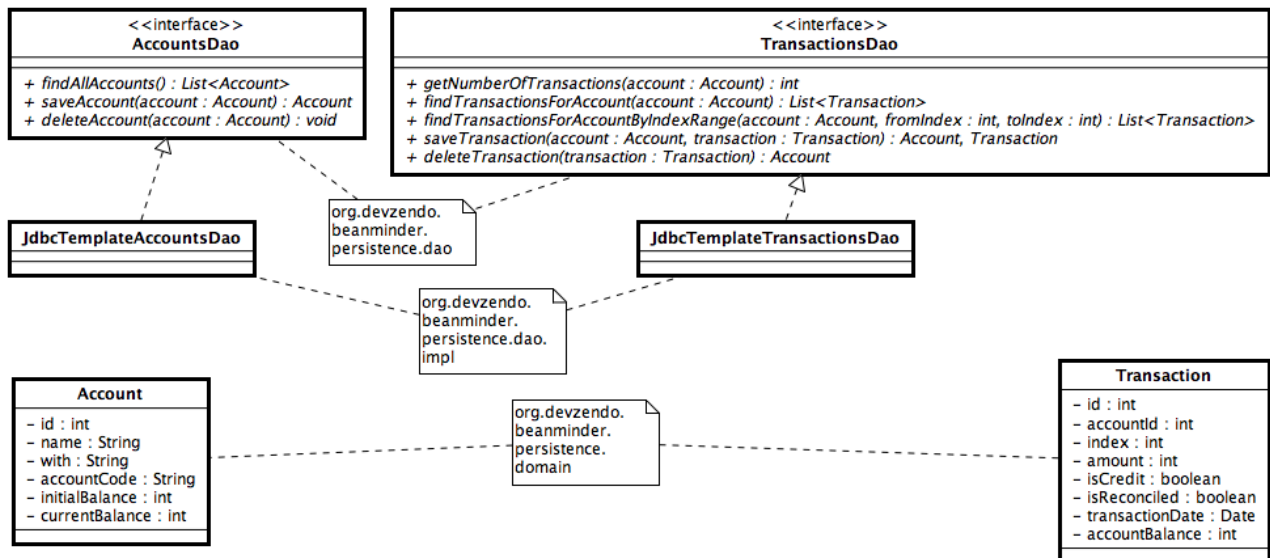 <<interface>>
AccountsDao
+ findAllAccounts() : List<Account>
+ saveAccount(account : Account) : Account
+ deleteAccount(account : Account) : void
<<interface>>
TransactionsDao
+ getNumberOfTransactions(account : Account) : int
+ findTransactionsForAccount(account : Account) : List<Transaction>
+ findTransactionsForAccountByIndexRange(account : Account, fromIndex : int, toIndex : int) : List<Transaction>
+ saveTransaction(account : Account, transaction : Transaction) : Account, Transaction
+ deleteTransaction(transaction : Transaction) : Account
org.devzendo.
beanminder.
persistence.dao
JdbcTemplateAccountsDao
JdbcTemplateTransactionsDao
org.devzendo.
beanminder.
persistence.dao.
impl
Account
- id : int
- name : String
- with : String
- accountCode : String
- initialBalance : int
- currentBalance : int
org.devzendo.
beanminder.
persistence.
domain
Transaction
- id : int
- accountId : int
- index : int
- amount : int
- isCredit : boolean
- isReconciled : boolean
- transactionDate : Date
- accountBalance : int